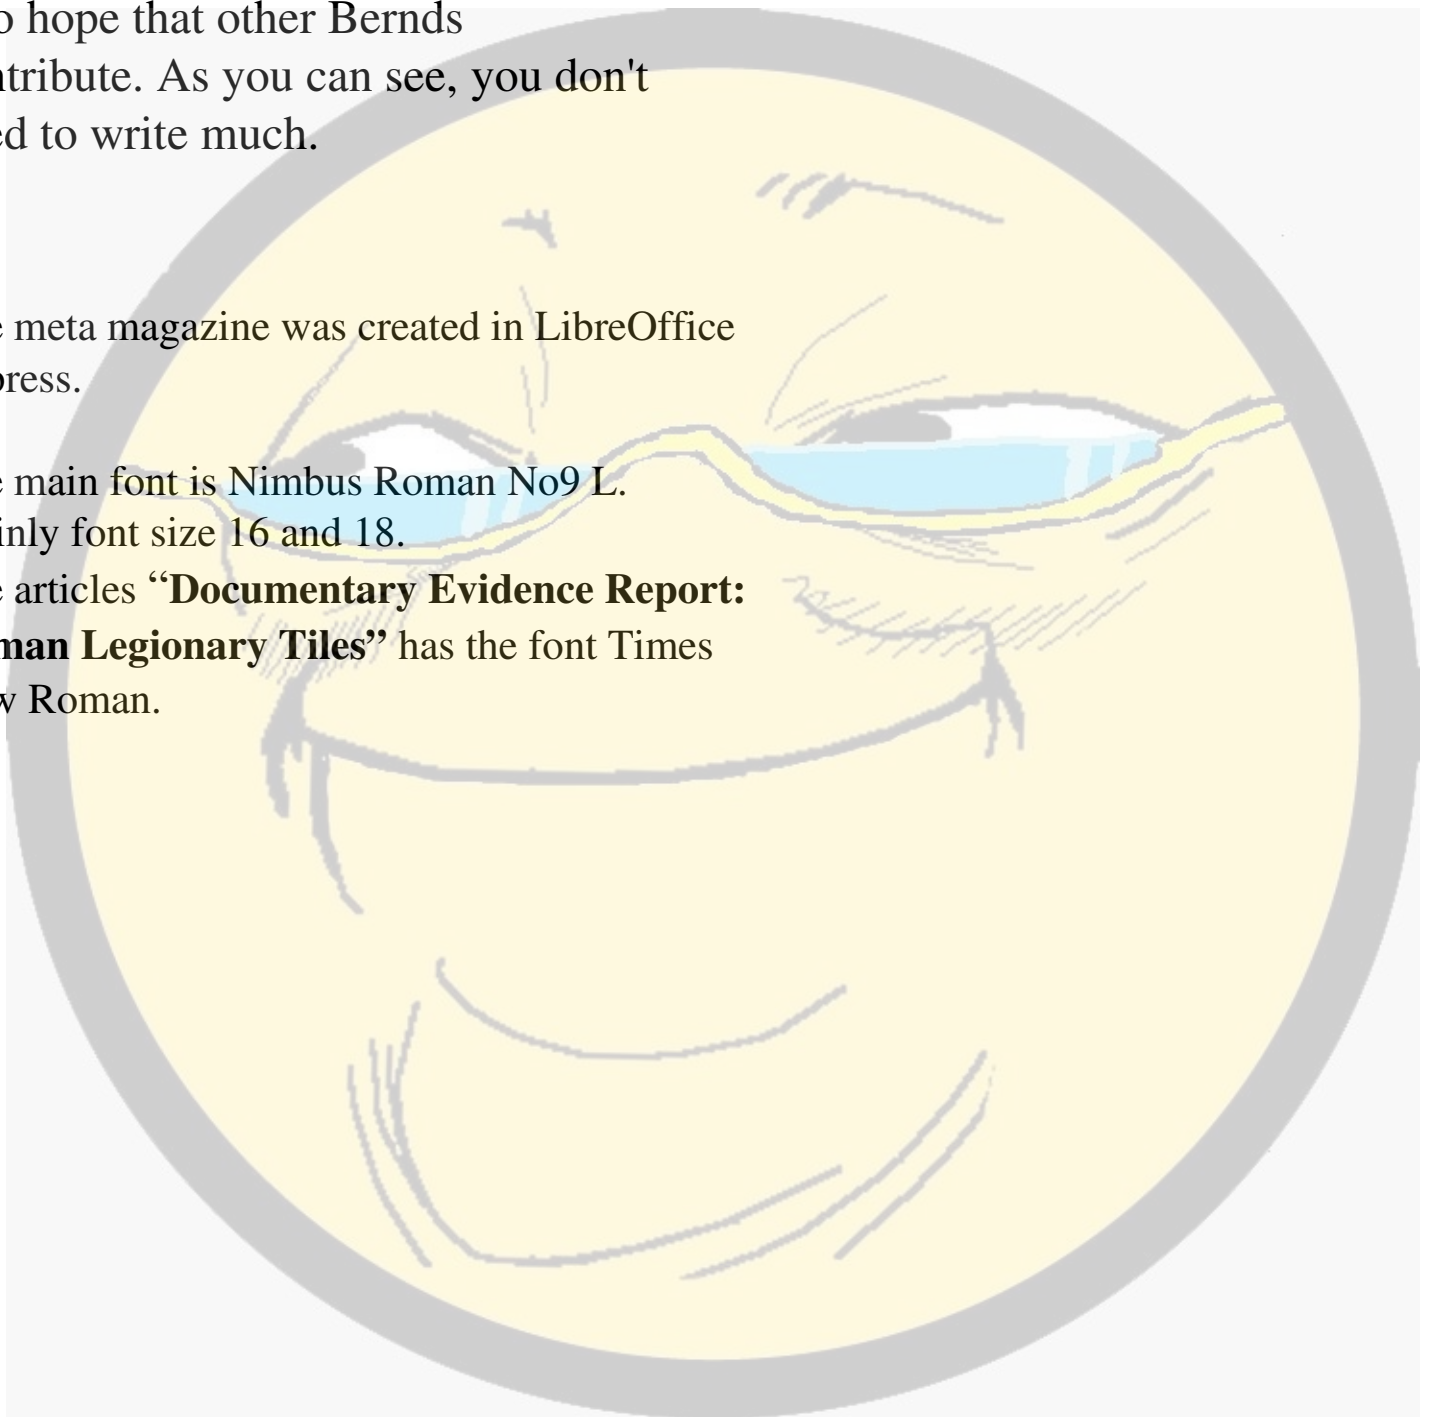 o hope that other Bernds
ntribute. As you can see, you don't
ed to write much.
e meta magazine was created in LibreOffice
press.
e main font is Nimbus Roman No9 L.
inly font size 16 and 18.
e articles “Documentary Evidence Report:
man Legionary Tiles” has the font Times
w Roman.